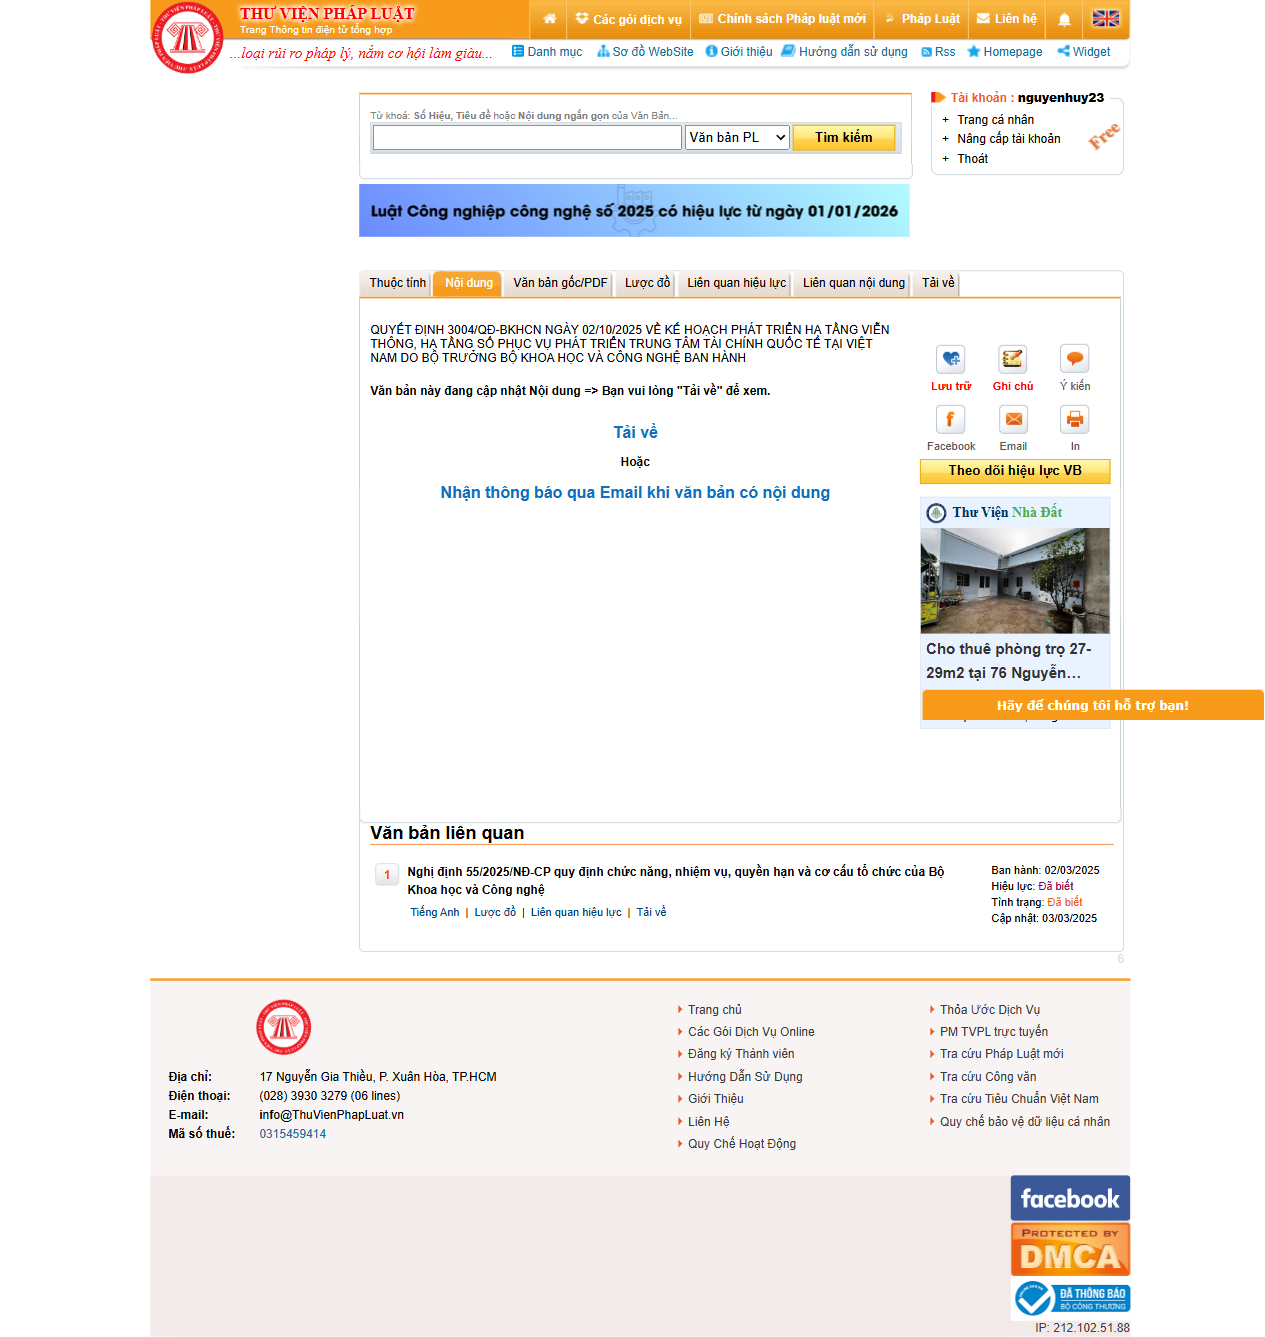 THƯ VIỆN PHÁP LUẬT
Trang Thông tin điện tử tổng hợp
Các gói dịch vụ
Chính sách Pháp luật mới
Pháp Luật
Liên hệ
...loại rủi ro pháp lý, nắm cơ hội làm giàu...
Danh mục
Sơ đồ WebSite
Giới thiệu
Hướng dẫn sử dụng
Rss
Homepage
Widget
Từ khoá: Số Hiệu, Tiêu đề hoặc Nội dung ngắn gọn của Văn Bản...
Văn bản PL
Tìm kiếm
Tài khoản : nguyenhuy23
+ Trang cá nhân
+ Nâng cấp tài khoản
+ Thoát
Free
Luật Công nghiệp công nghệ số 2025 có hiệu lực từ ngày 01/01/2026
Thuộc tính
Nội dung
Văn bản gốc/PDF
Lược đồ
Liên quan hiệu lực
Liên quan nội dung
Tải về
QUYẾT ĐỊNH 3004/QĐ-BKHCN NGÀY 02/10/2025 VỀ KẾ HOẠCH PHÁT TRIỂN HẠ TẦNG VIỄN
THÔNG, HẠ TẦNG SỐ PHỤC VỤ PHÁT TRIỂN TRUNG TÂM TÀI CHÍNH QUỐC TẾ TẠI VIỆT
NAM DO BỘ TRƯỞNG BỘ KHOA HỌC VÀ CÔNG NGHỆ BAN HÀNH
Văn bản này đang cập nhật Nội dung => Bạn vui lòng "Tải về" để xem.
Tải về
Hoặc
Nhận thông báo qua Email khi văn bản có nội dung
Lưu trữ
Ghi chú
Ý kiến
Facebook
Email
In
Theo dõi hiệu lực VB
Thư Viện Nhà Đất
Cho thuê phòng trọ 27-
29m2 tại 76 Nguyễn...
Hãy để chúng tôi hỗ trợ bạn!
Văn bản liên quan
1
Nghị định 55/2025/NĐ-CP quy định chức năng, nhiệm vụ, quyền hạn và cơ cấu tổ chức của Bộ
Khoa học và Công nghệ
Tiếng Anh | Lược đồ | Liên quan hiệu lực | Tải về
Ban hành: 02/03/2025
Hiệu lực: Đã biết
Tình trạng: Đã biết
Cập nhật: 03/03/2025
6
Địa chỉ: 17 Nguyễn Gia Thiều, P. Xuân Hòa, TP.HCM
Điện thoại: (028) 3930 3279 (06 lines)
E-mail: info@ThuVienPhapLuat.vn
Mã số thuế: 0315459414
Trang chủ
Các Gói Dịch Vụ Online
Đăng ký Thành viên
Hướng Dẫn Sử Dụng
Giới Thiệu
Liên Hệ
Quy Chế Hoạt Động
Thỏa Ước Dịch Vụ
PM TVPL trực tuyến
Tra cứu Pháp Luật mới
Tra cứu Công văn
Tra cứu Tiêu Chuẩn Việt Nam
Quy chế bảo vệ dữ liệu cá nhân
facebook
PROTECTED BY
DMCA
ĐÃ THÔNG BÁO
BỘ CÔNG THƯƠNG
IP: 212.102.51.88